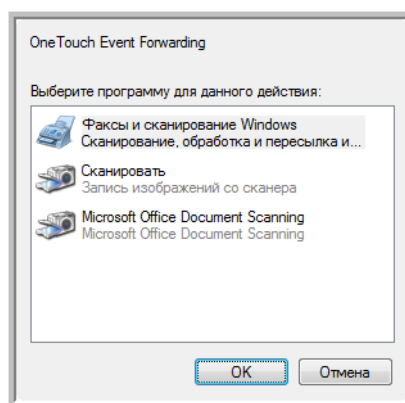 OneTouch Event Forwarding
Выберите программу для данного действия:
Факсы и сканирование Windows
Сканирование, обработка и пересылка и...
Сканировать
Запись изображений со сканера
Microsoft Office Document Scanning
Microsoft Office Document Scanning
OK Отмена